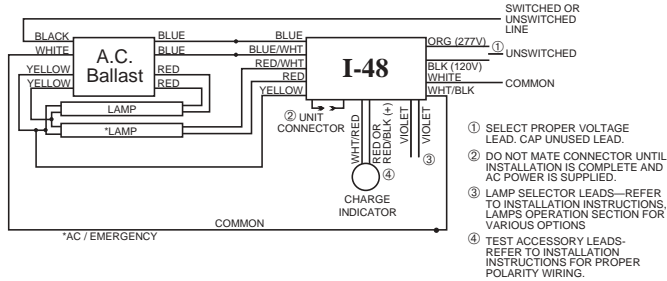 SWITCHED OR
UNSWITCHED
LINE
BLACK
BLUE
BLUE
WHITE
BLUE
BLUE/WHT
ORG (277V)
①
UNSWITCHED
A.C.
Ballast
I-48
YELLOW
RED
RED/WHT
BLK (120V)
YELLOW
RED
RED
WHITE
COMMON
YELLOW
WHT/BLK
LAMP
*LAMP
② UNIT
CONNECTOR
WHT/RED
RED OR
RED/BLK (+)
VIOLET
VIOLET
③
④
CHARGE
INDICATOR
COMMON
*AC / EMERGENCY
① SELECT PROPER VOLTAGE
LEAD. CAP UNUSED LEAD.
② DO NOT MATE CONNECTOR UNTIL
INSTALLATION IS COMPLETE AND
AC POWER IS SUPPLIED.
③ LAMP SELECTOR LEADS—REFER
TO INSTALLATION INSTRUCTIONS,
LAMPS OPERATION SECTION FOR
VARIOUS OPTIONS
④ TEST ACCESSORY LEADS-
REFER TO INSTALLATION
INSTRUCTIONS FOR PROPER
POLARITY WIRING.